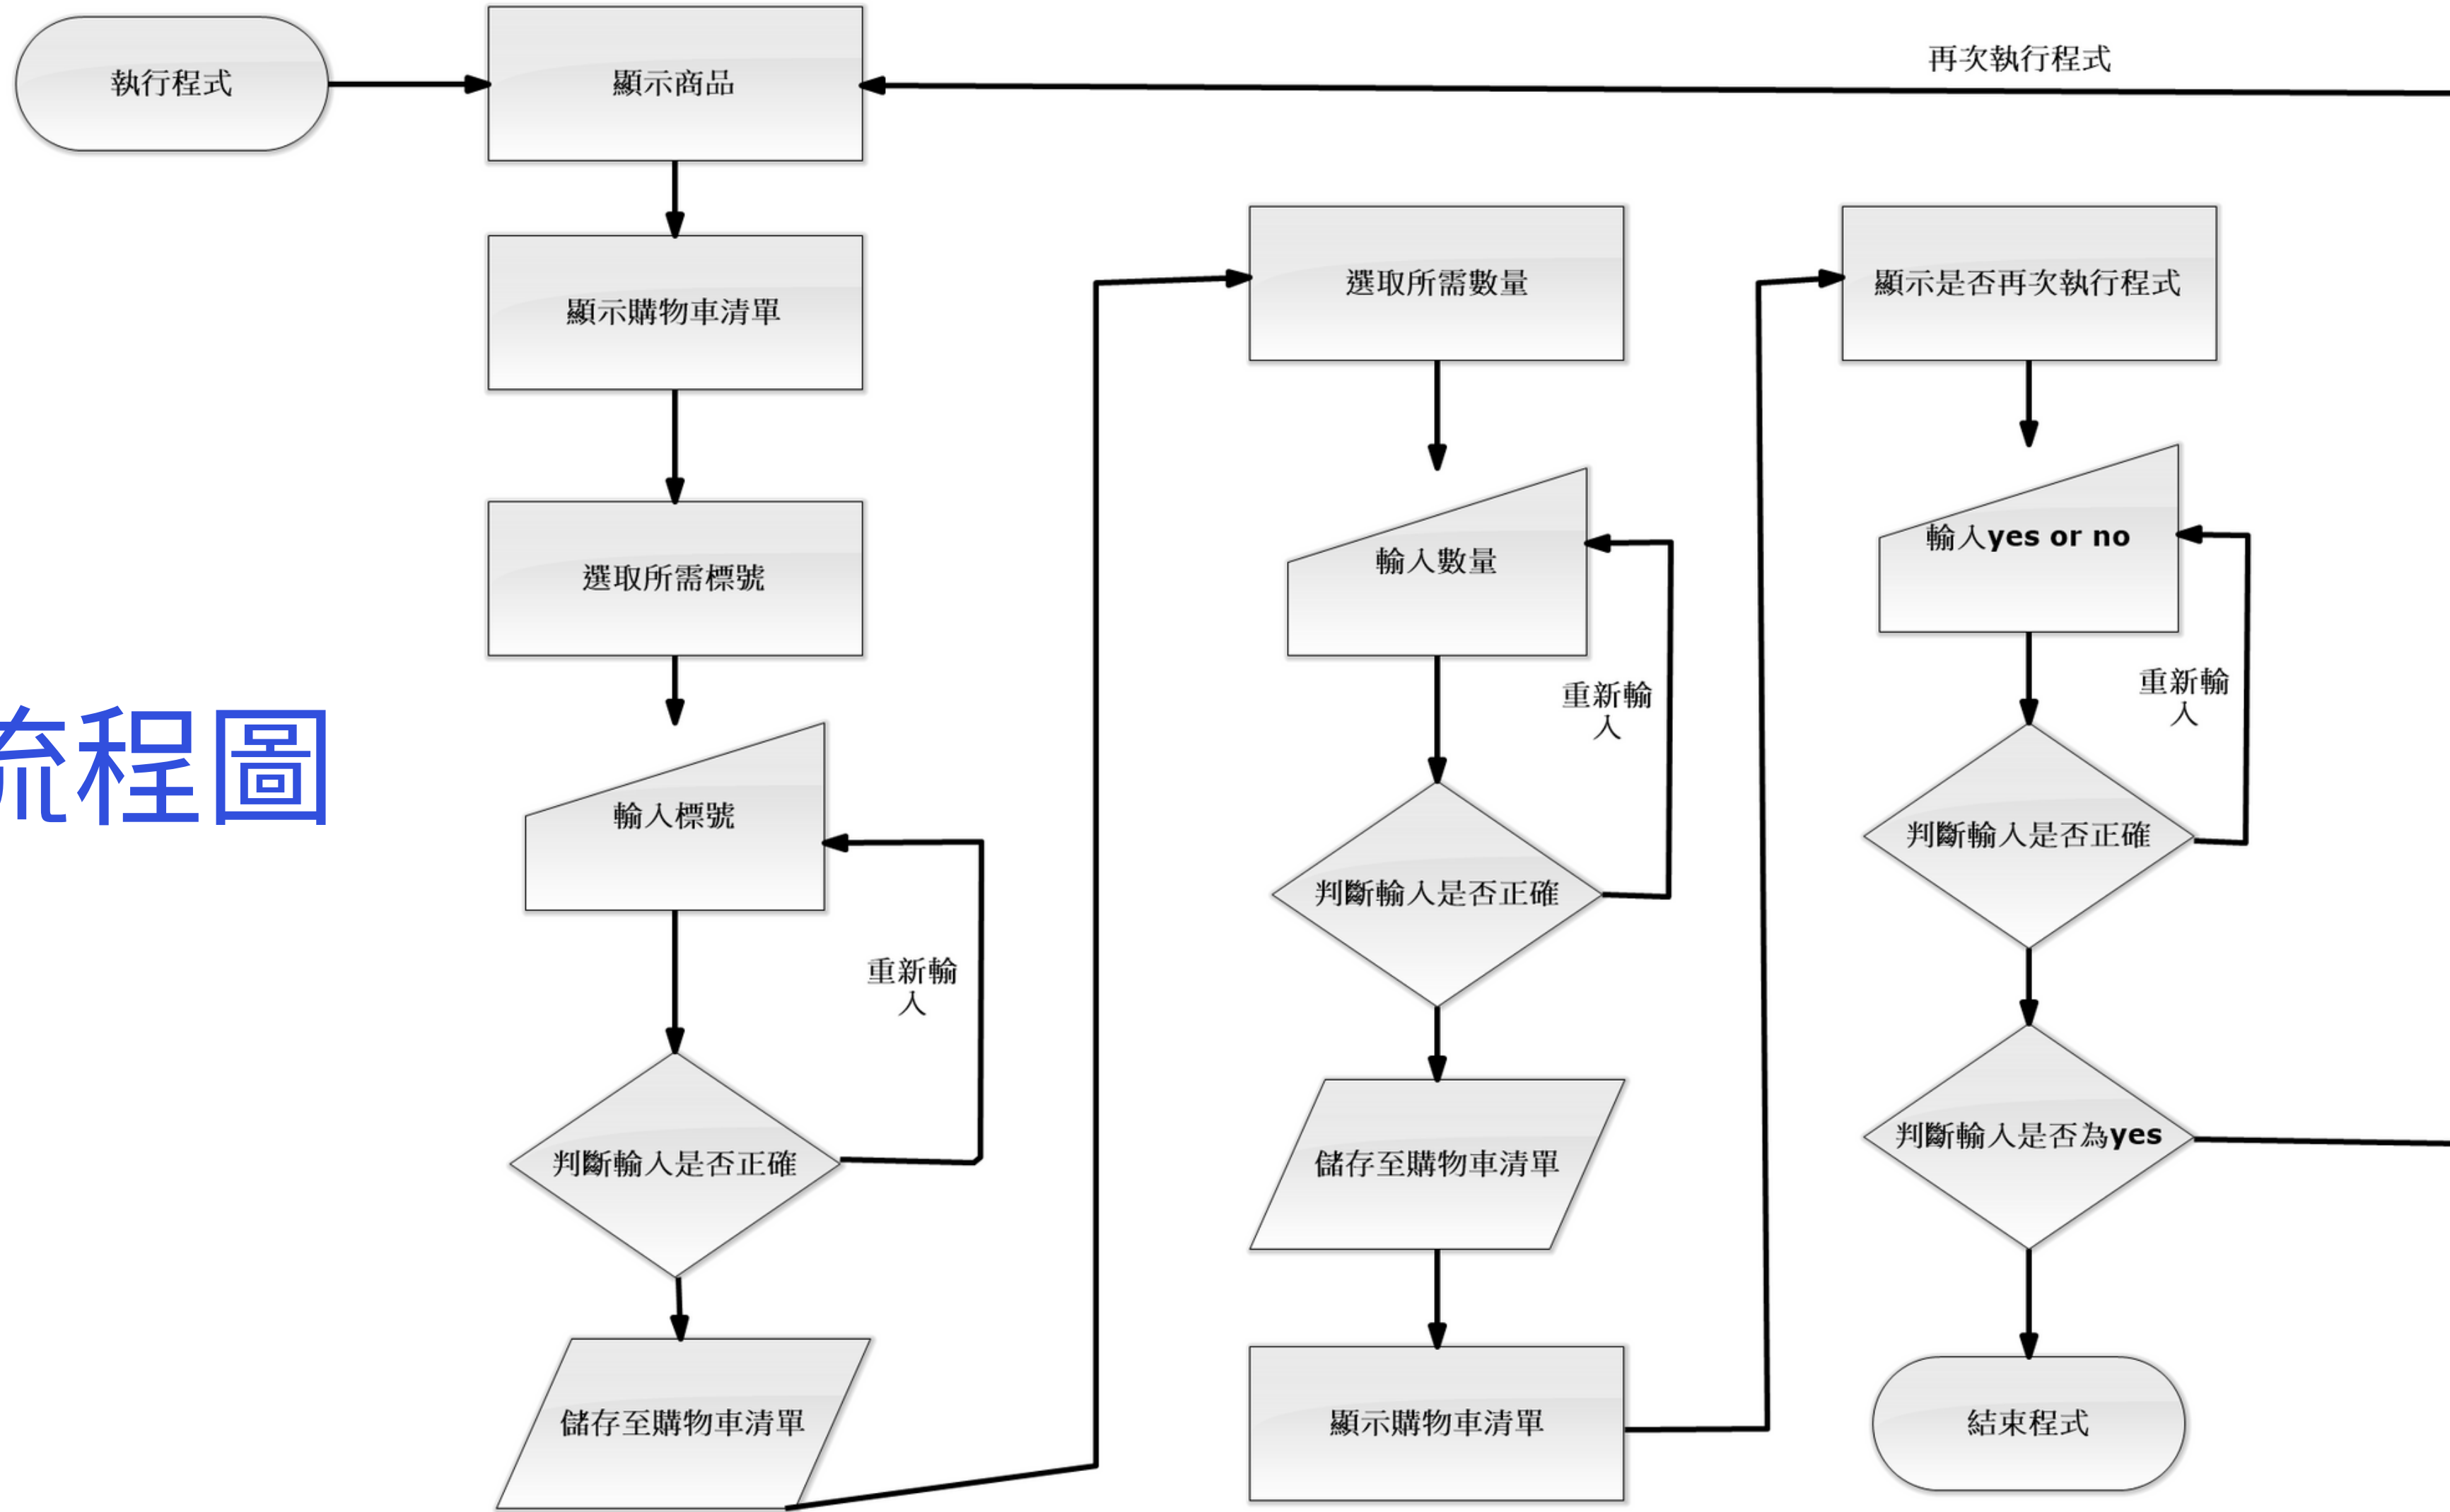 執行程式
顯示商品
再次執行程式
顯示購物車清單
選取所需標號
輸入標號
重新輸
入
判斷輸入是否正確
儲存至購物車清單
選取所需數量
輸入數量
重新輸
入
判斷輸入是否正確
儲存至購物車清單
顯示購物車清單
顯示是否再次執行程式
輸入yes or no
重新輸
入
判斷輸入是否正確
判斷輸入是否為yes
結束程式
流程圖